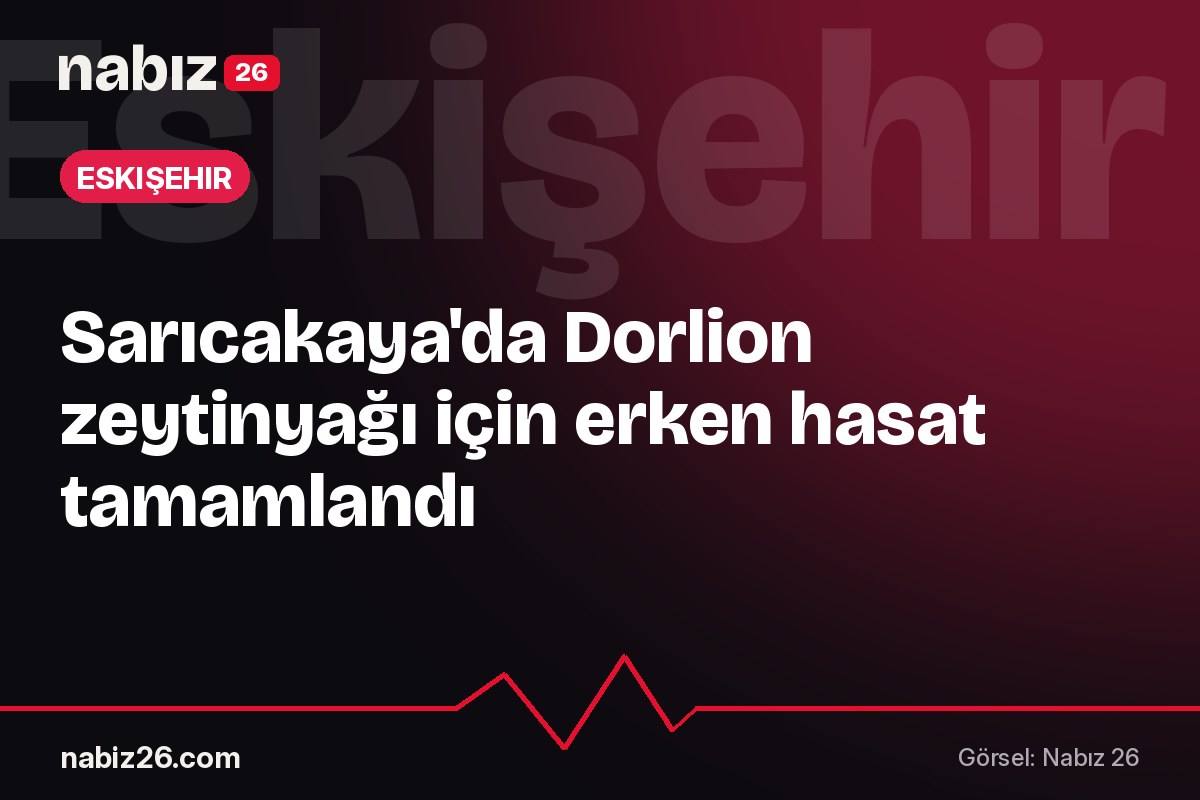 Eskişehir
nabız 26
ESKIŞEHIR
Sarıcakaya'da Dorlion
zeytinyağı için erken hasat
tamamlandı
nabiz26.com
Görsel: Nabız 26